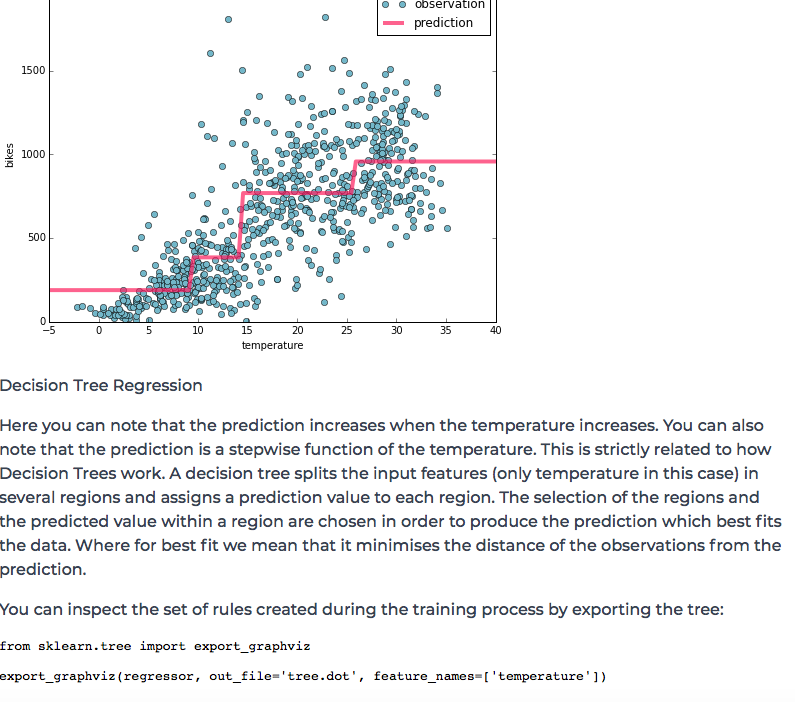 observation
prediction
1500
1000
bikes
500
0
−5 0 5 10 15 20 25 30 35 40
temperature
Decision Tree Regression
Here you can note that the prediction increases when the temperature increases. You can also
note that the prediction is a stepwise function of the temperature. This is strictly related to how
Decision Trees work. A decision tree splits the input features (only temperature in this case) in
several regions and assigns a prediction value to each region. The selection of the regions and
the predicted value within a region are chosen in order to produce the prediction which best fits
the data. Where for best fit we mean that it minimises the distance of the observations from the
prediction.
You can inspect the set of rules created during the training process by exporting the tree:
from sklearn.tree import export_graphviz
export_graphviz(regressor, out_file='tree.dot', feature_names=['temperature'])